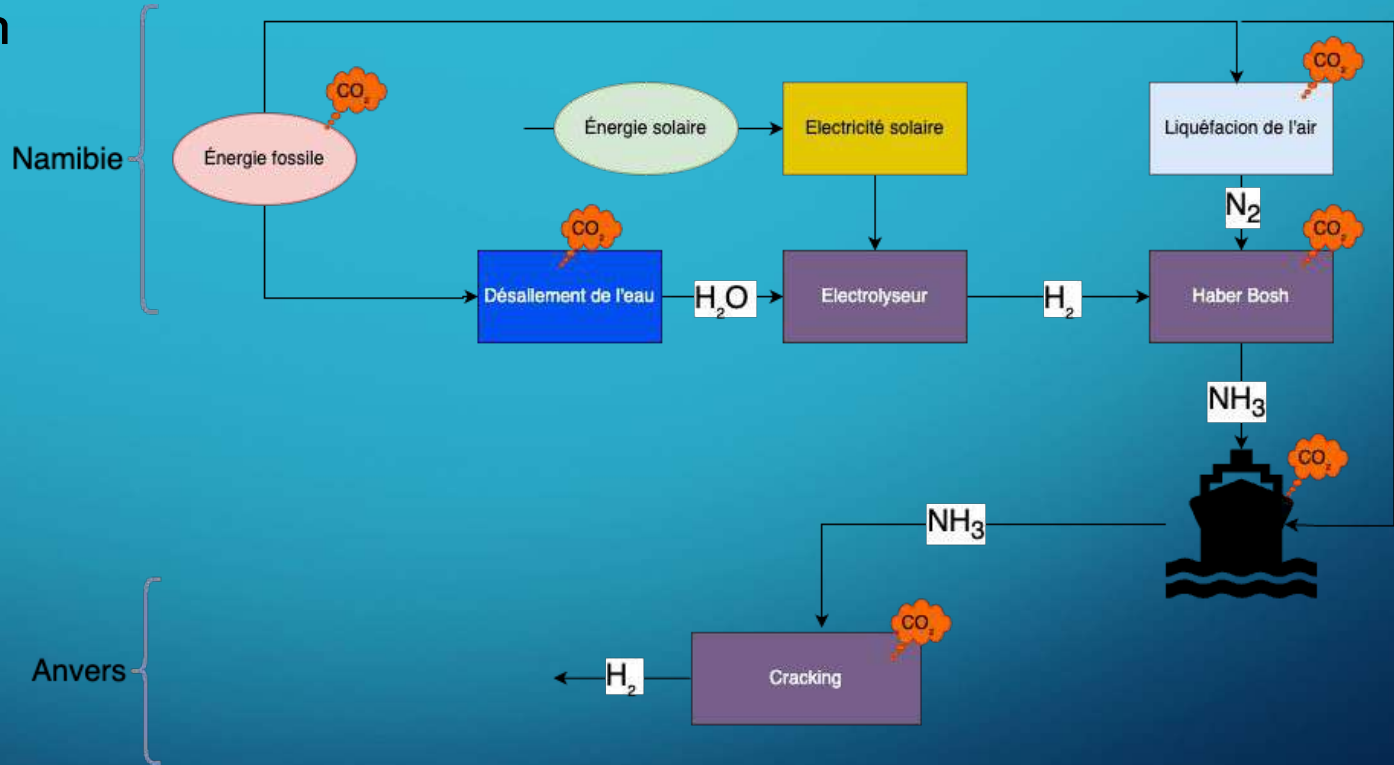 n
Namibie
Énergie fossile
CO2
Énergie solaire
Electricité solaire
Liquéfacion de l'air
CO2
N2
CO2
Désallement de l'eau
CO2
H2O
Electrolyseur
H2
Haber Bosh
NH3
CO2
NH3
Anvers
H2
Cracking
CO2